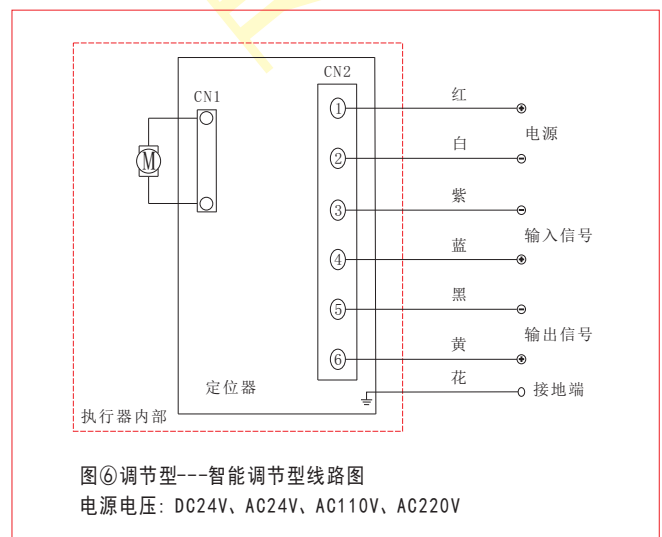 CN2
CN1
M
① 红
电源
② 白
③ 紫
输入信号
④ 蓝
⑤ 黑
输出信号
⑥ 黄
花
接地端
定位器
执行器内部
图⑥调节型---智能调节型线路图
电源电压: DC24V、AC24V、AC110V、AC220V